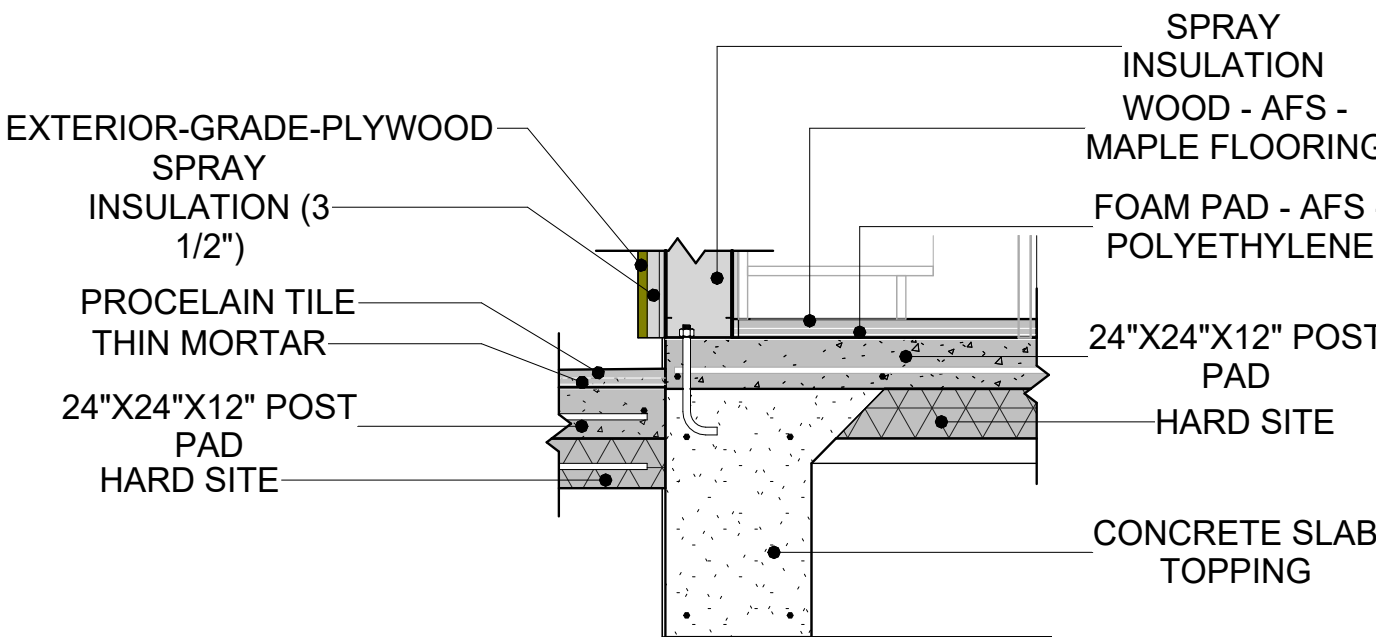 EXTERIOR-GRADE-PLYWOOD
SPRAY
INSULATION (3
1/2")
PROCELAIN TILE
THIN MORTAR
24"X24"X12" POST
PAD
HARD SITE
SPRAY
INSULATION
WOOD - AFS -
MAPLE FLOORING
FOAM PAD - AFS -
POLYETHYLENE
24"X24"X12" POST
PAD
HARD SITE
CONCRETE SLAB
TOPPING